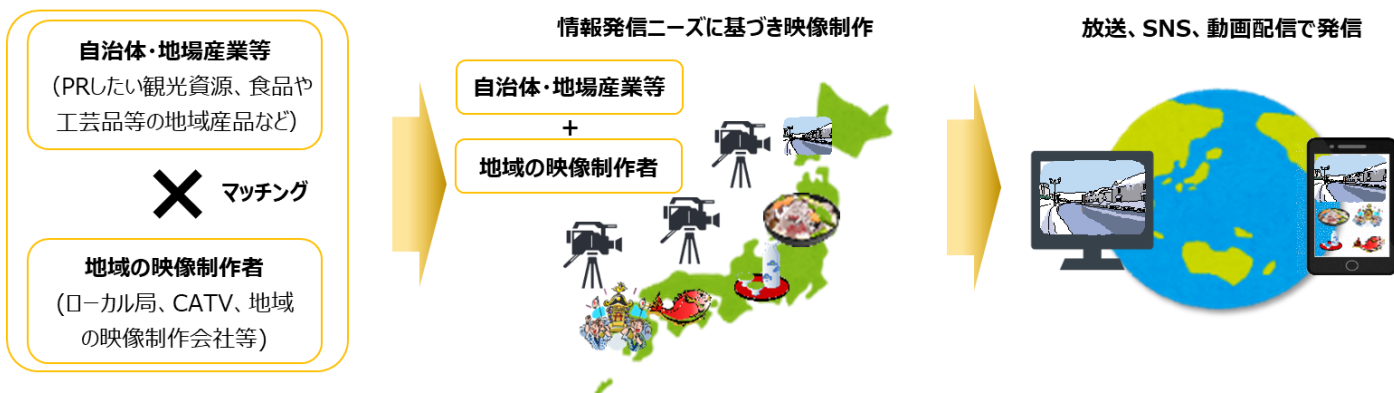 自治体・地場産業等
(PRしたい観光資源、食品や
工芸品等の地域産品など)
マッチング
地域の映像制作者
(ローカル局、CATV、地域
の映像制作会社等)
情報発信ニーズに基づき映像制作
自治体・地場産業等
+
地域の映像制作者
放送、SNS、動画配信で発信